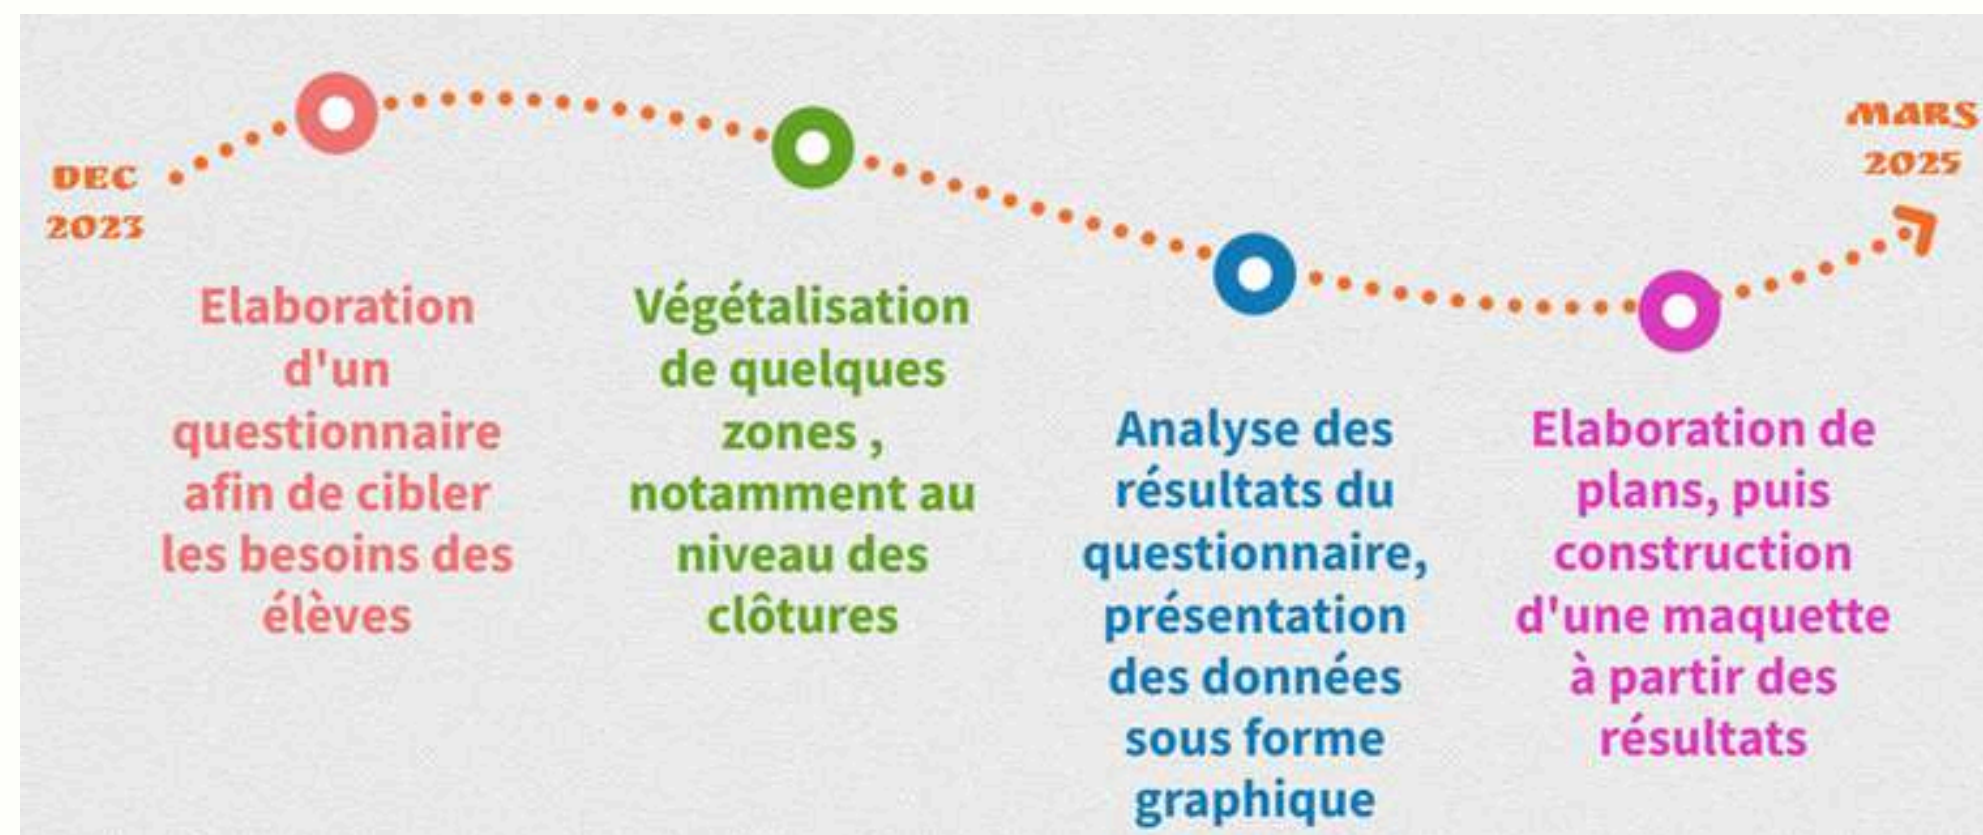 DEC
2023
MARS
2025
Elaboration
d'un
questionnaire
afin de cibler
les besoins des
élèves
Végétalisation
de quelques
zones ,
notamment au
niveau des
clôtures
Analyse des
résultats du
questionnaire,
présentation
des données
sous forme
graphique
Elaboration de
plans, puis
construction
d'une maquette
à partir des
résultats